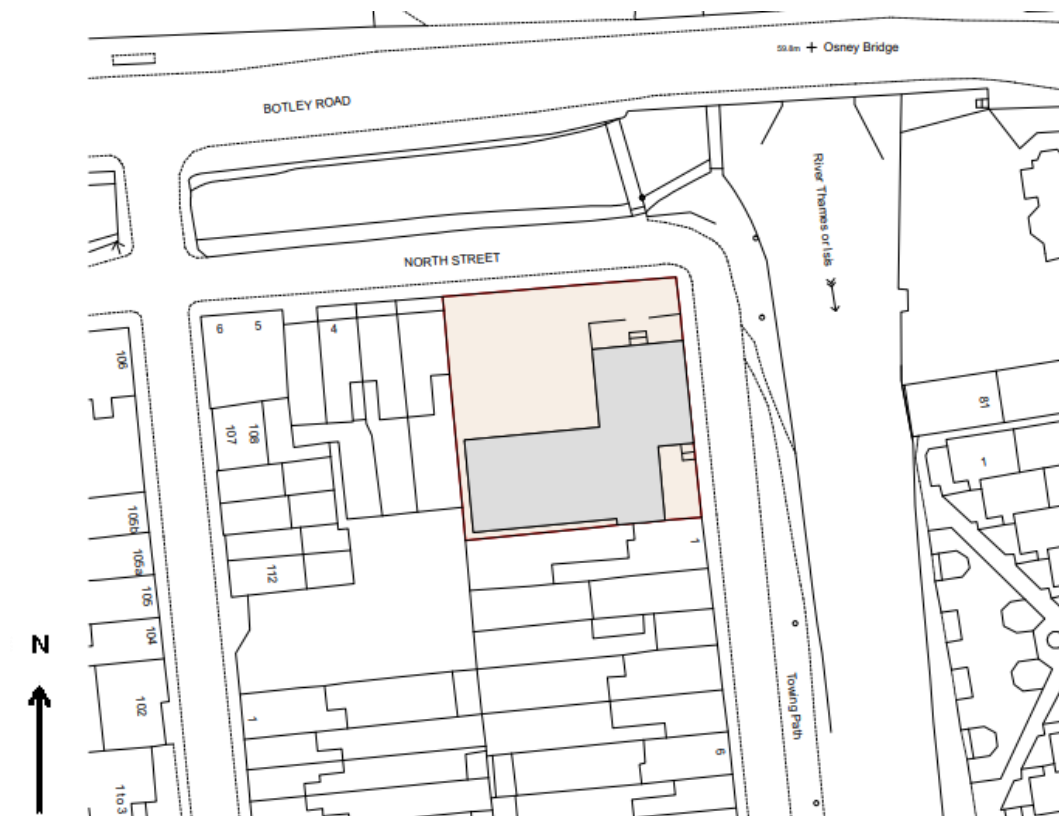 59.8m + Osney Bridge
BOTLEY ROAD
River Thames or Isis
NORTH STREET
6
5
4
106
107
108
81
1
105b
105a
105
104
102
1 to 3
112
1
1
6
Towing Path
N